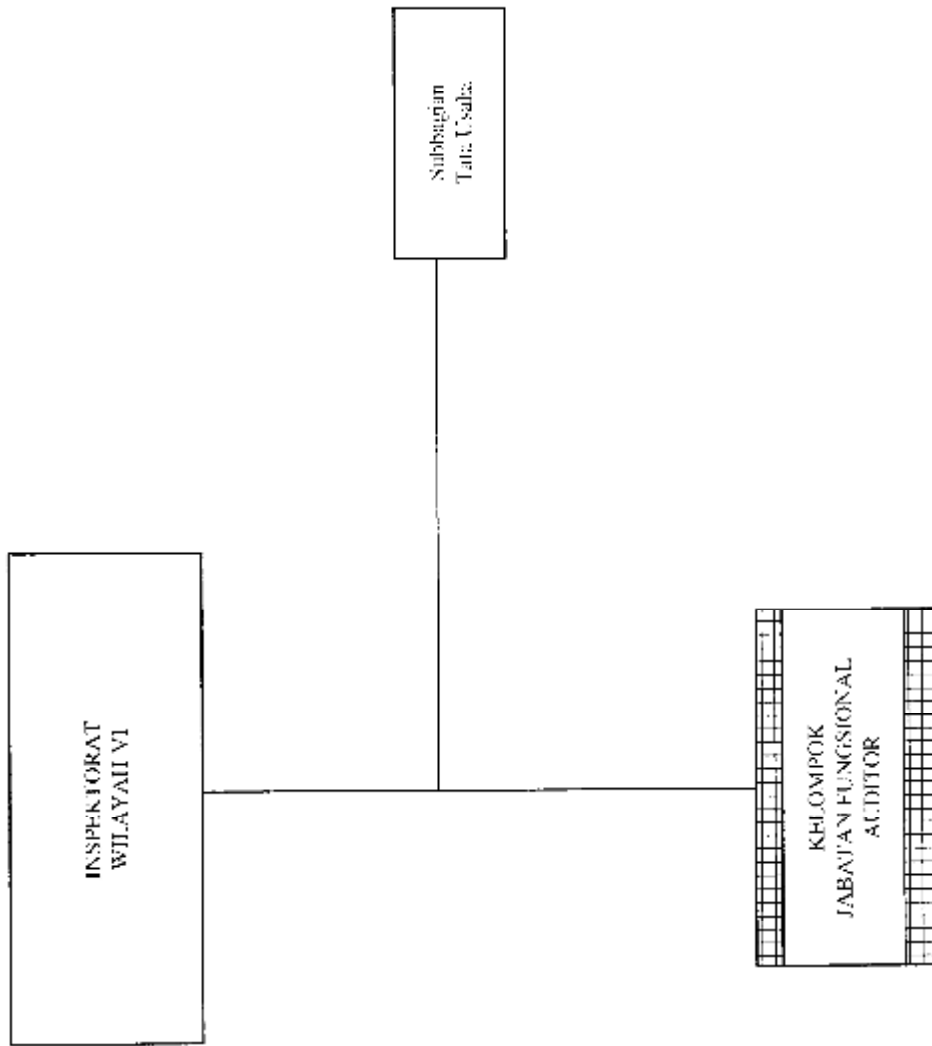 INSPEKTORAT
WILAYAH VI
Subbagian
Tata Usaha
KELOMPOK
JABATAN FUNGSIONAL
AUDITOR